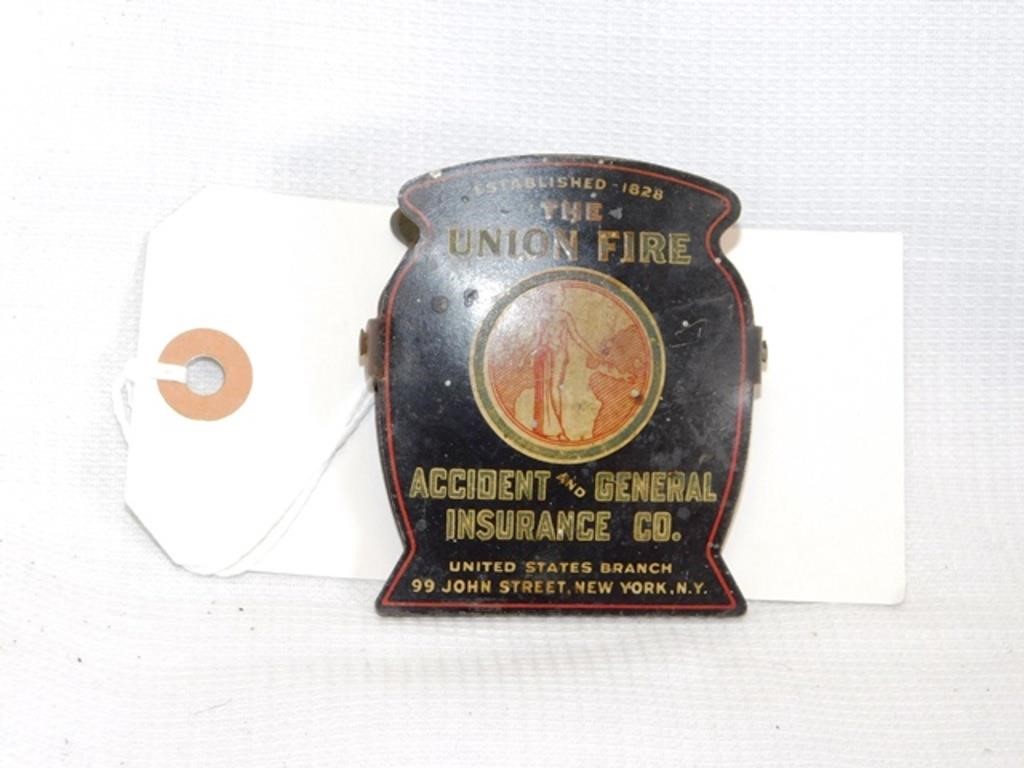 ESTABLISHED - 1828
THE
UNION FIRE
ACCIDENT AND GENERAL
INSURANCE CO.
UNITED STATES BRANCH
99 JOHN STREET, NEW YORK, N.Y.